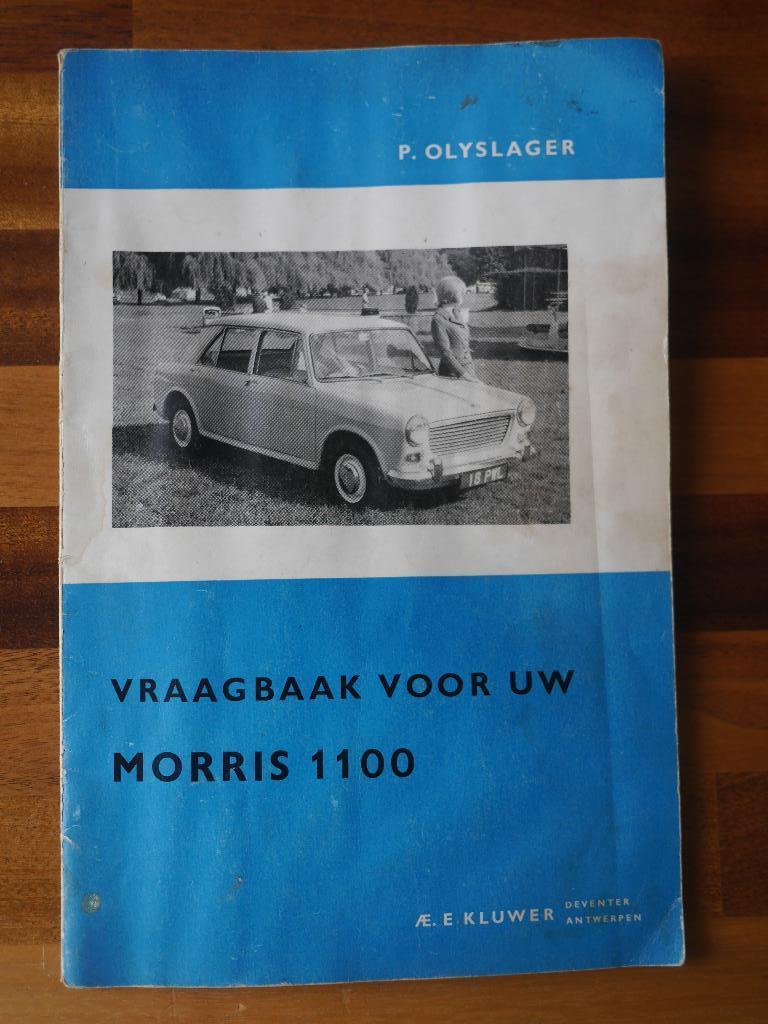 P. OLYSLAGER
18 PWL
VRAAGBAAK VOOR UW
MORRIS 1100
Æ. E. KLUWER DEVENTER
ANTWERPEN